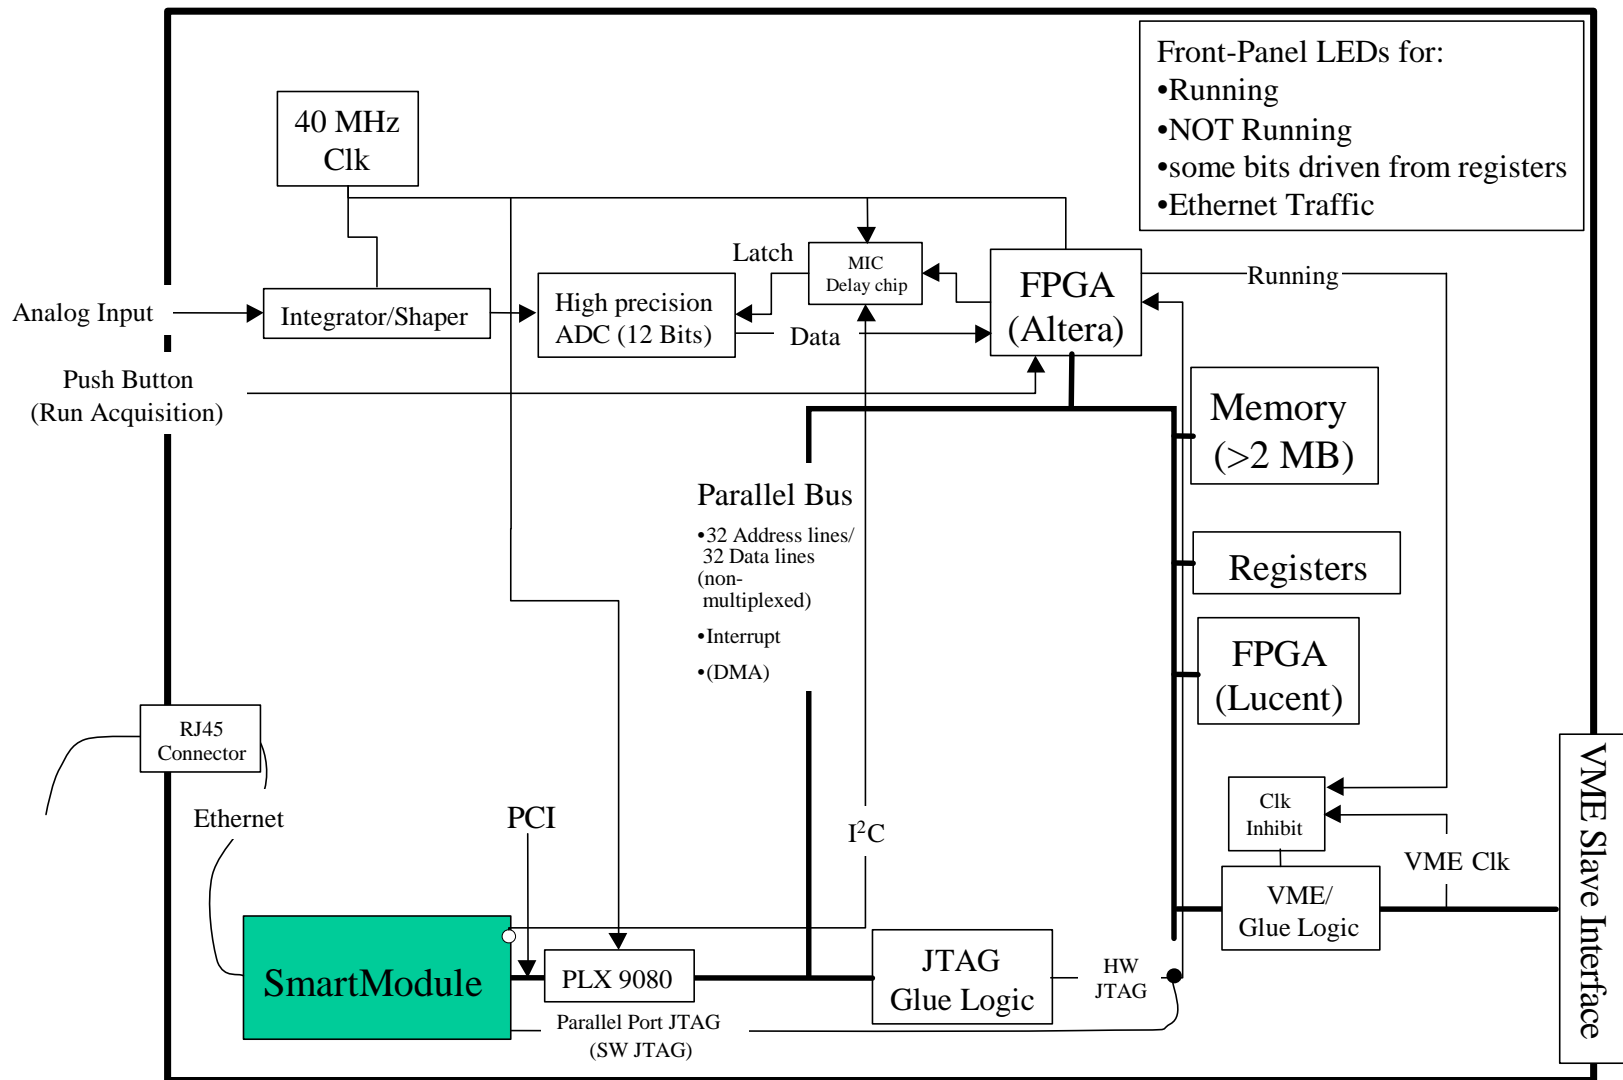 Front-Panel LEDs for:
•Running
•NOT Running
•some bits driven from registers
•Ethernet Traffic
40 MHz
Clk
Latch
MIC
Delay chip
FPGA
(Altera)
Running
Analog Input
Integrator/Shaper
High precision
ADC (12 Bits)
Data
Push Button
(Run Acquisition)
Memory
(>2 MB)
Parallel Bus
•32 Address lines/
32 Data lines
(non-
multiplexed)
•Interrupt
•(DMA)
Registers
FPGA
(Lucent)
RJ45
Connector
Ethernet
PCI
I²C
Clk
Inhibit
VME Clk
VME/
Glue Logic
VME Slave Interface
SmartModule
PLX 9080
JTAG
Glue Logic
HW
JTAG
Parallel Port JTAG
(SW JTAG)